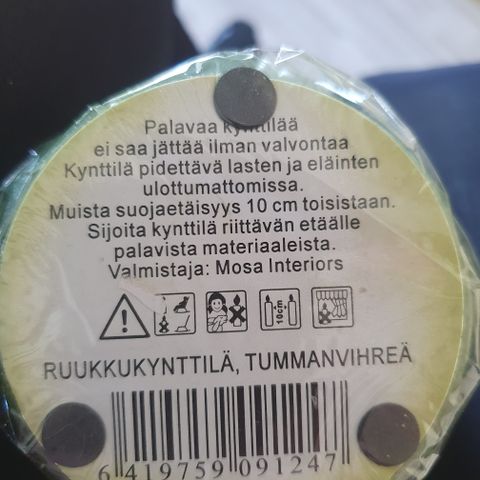 Palavaa kynttilää
ei saa jättää ilman valvontaa
Kynttilä pidettävä lasten ja eläinten
ulottumattomissa.
Muista suojaetäisyys 10 cm toisistaan.
Sijoita kynttilä riittävän etäälle
palavista materiaaleista.
Valmistaja: Mosa Interiors
10cm
RUUKKUKYNTTILÄ, TUMMANVIHREÄ
6 419759 091247